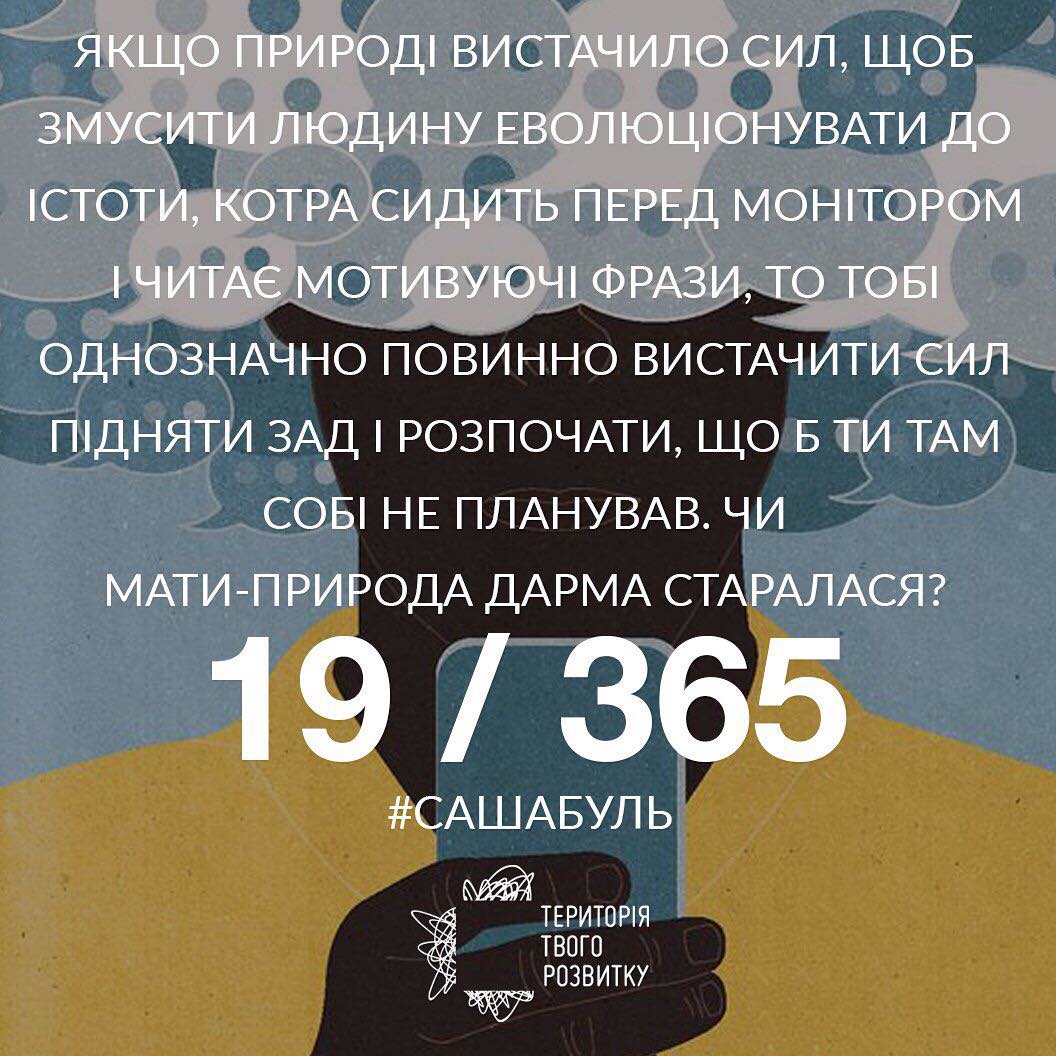 ЯКЩО ПРИРОДІ ВИСТАЧИЛО СИЛ, ЩОБ
ЗМУСИТИ ЛЮДИНУ ЕВОЛЮЦІОНУВАТИ ДО
ІСТОТИ, КОТРА СИДИТЬ ПЕРЕД МОНІТОРОМ
І ЧИТАЄ МОТИВУЮЧІ ФРАЗИ, ТО ТОБІ
ОДНОЗНАЧНО ПОВИННО ВИСТАЧИТИ СИЛ
ПІДНЯТИ ЗАД І РОЗПОЧАТИ, ЩО Б ТИ ТАМ
СОБІ НЕ ПЛАНУВАВ. ЧИ
МАТИ-ПРИРОДА ДАРМА СТАРАЛАСЯ?
19 / 365
#САШАБУЛЬ
ТЕРИТОРІЯ
ТВОГО
РОЗВИТКУ